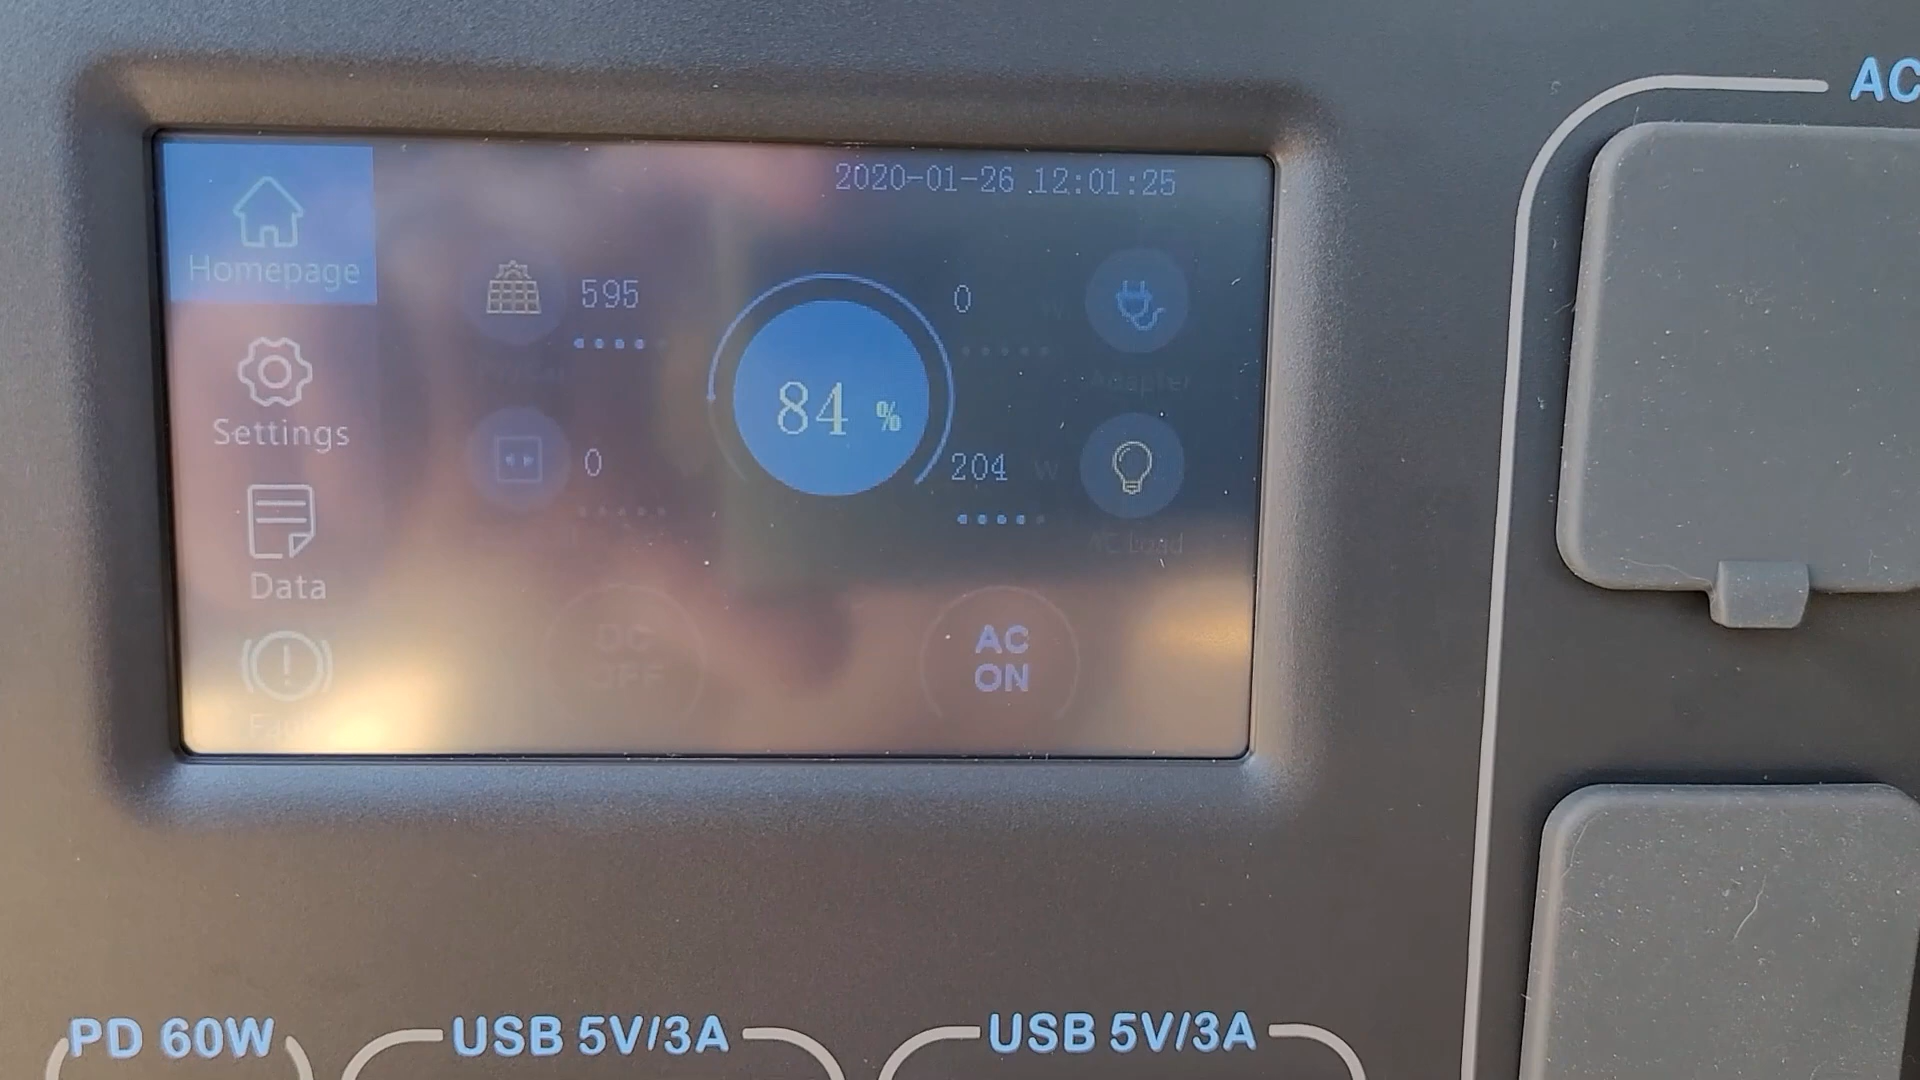 AC
2020-01-26 12:01:25
Homepage
595
0
W
Adapter
84 %
Settings
0
204 W
AC Load
Data
DC
OFF
AC
ON
PD 60W
USB 5V/3A
USB 5V/3A